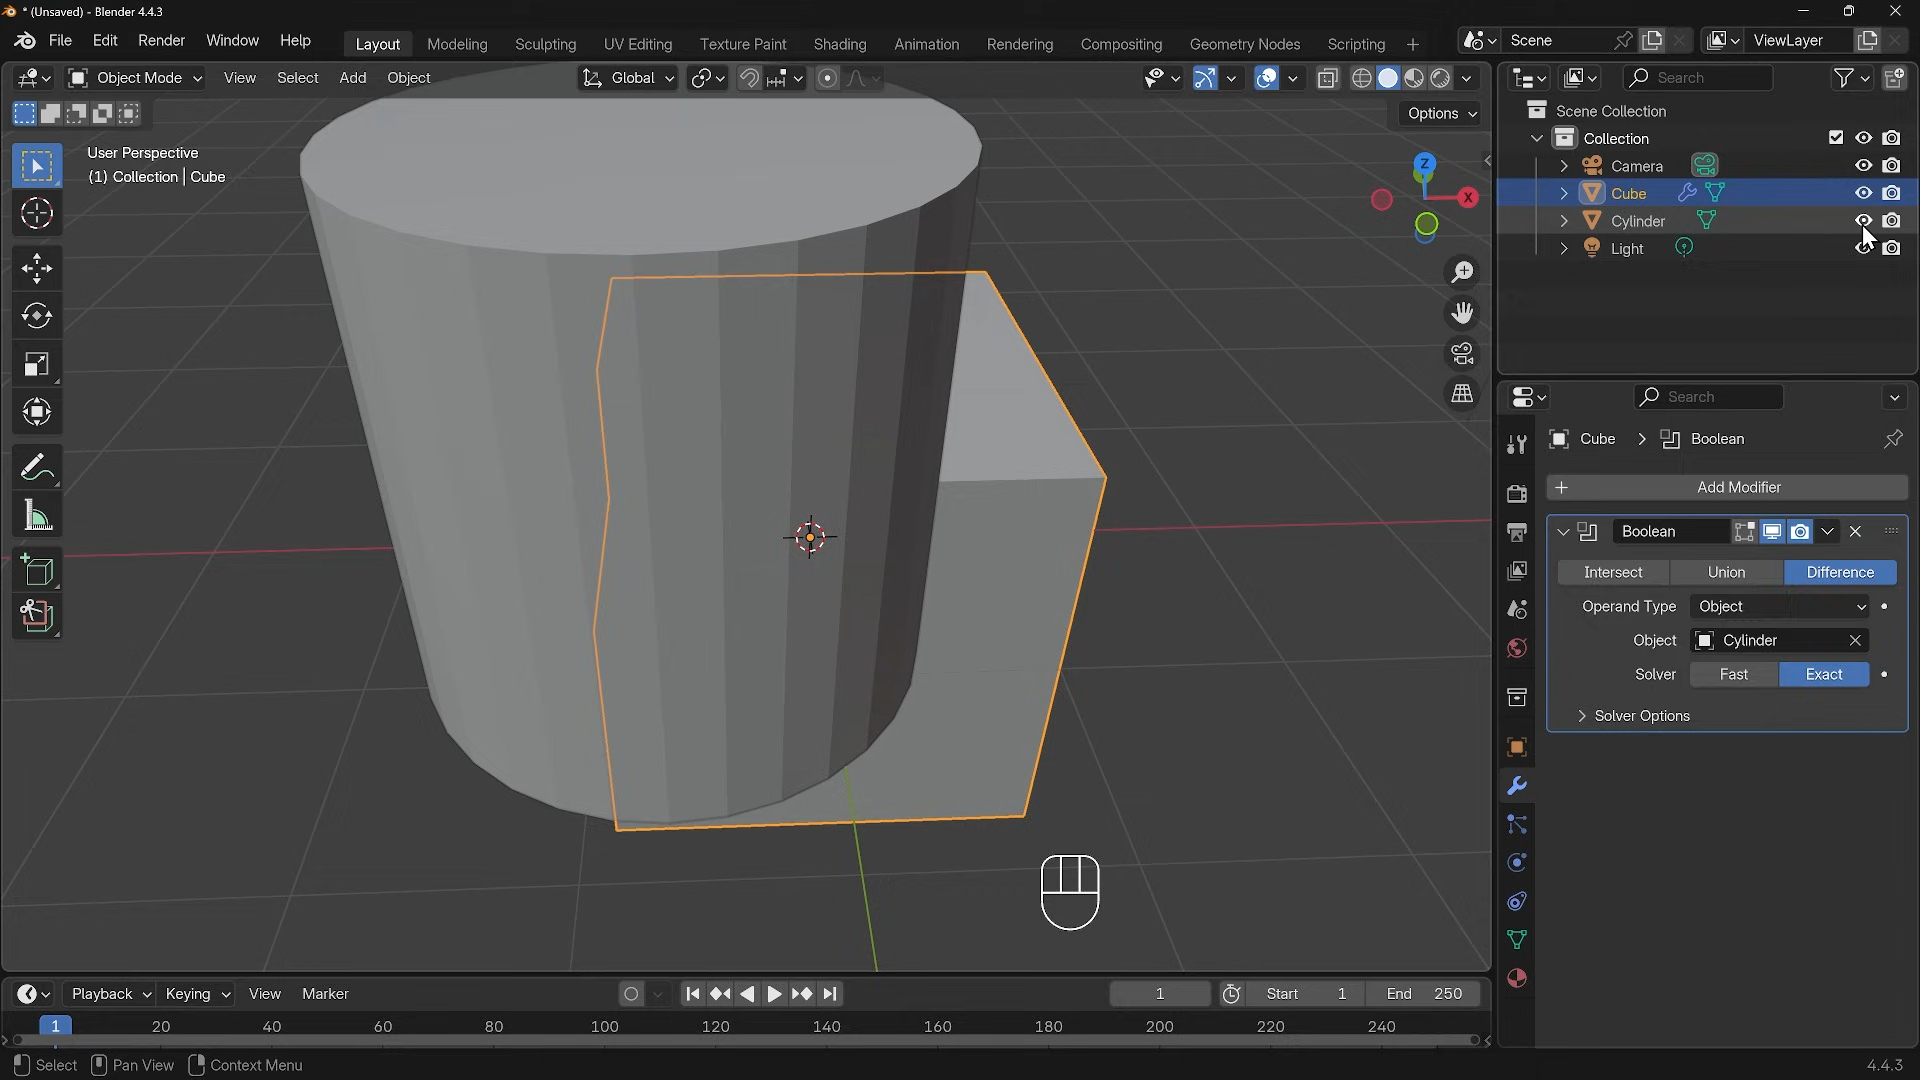 * (Unsaved) - Blender 4.4.3
File Edit Render Window Help Layout Modeling Sculpting UV Editing Texture Paint Shading Animation Rendering Compositing Geometry Nodes Scripting + Scene ViewLayer
Object Mode View Select Add Object Global Search
Options
User Perspective
(1) Collection | Cube
Z
X
Scene Collection
Collection
Camera
Cube
Cylinder
Light
Search
Cube > Boolean
+ Add Modifier
Boolean
Intersect Union Difference
Operand Type Object
Object Cylinder
Solver Fast Exact
Solver Options
Playback Keying View Marker 1 Start 1 End 250
1 20 40 60 80 100 120 140 160 180 200 220 240
Select Pan View Context Menu 4.4.3